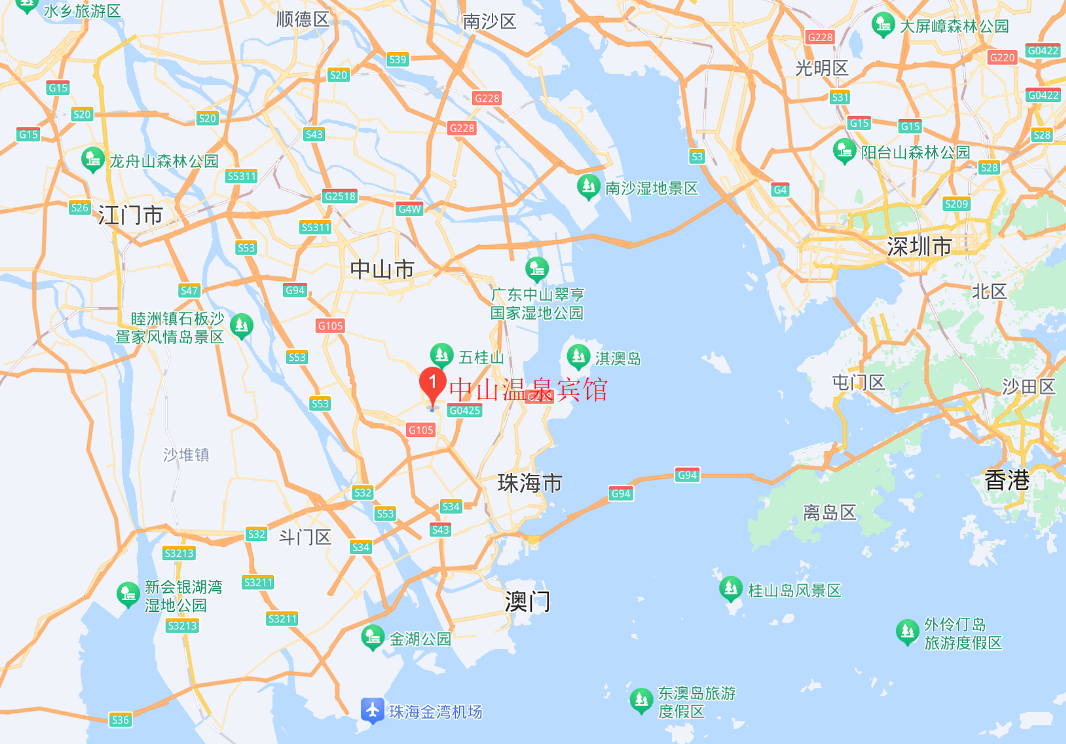 水乡旅游区
顺德区
南沙区
大屏嶂森林公园
G228
G220
G0422
光明区
S39
S20
G15
G228
S31
G0422
S20
S20
G228
G15
G15
G15
S43
S28
龙舟山森林公园
S3
阳台山森林公园
S28
S5311
南沙湿地景区
G4
G2518
S26
江门市
G4W
S209
S5311
S53
深圳市
中山市
S47
G94
广东中山翠亨
国家湿地公园
北区
睦洲镇石板沙
疍家风情岛景区
G105
S53
五桂山
淇澳岛
1
中山温泉宾馆
屯门区
沙田区
S53
G0425
G105
沙堆镇
珠海市
G94
G94
香港
S32
S53
S34
离岛区
S43
S32
斗门区
S34
S3213
新会银湖湾
湿地公园
S3211
澳门
桂山岛风景区
S3211
S3213
金湖公园
外伶仃岛
旅游度假区
东澳岛旅游
度假区
珠海金湾机场
S36